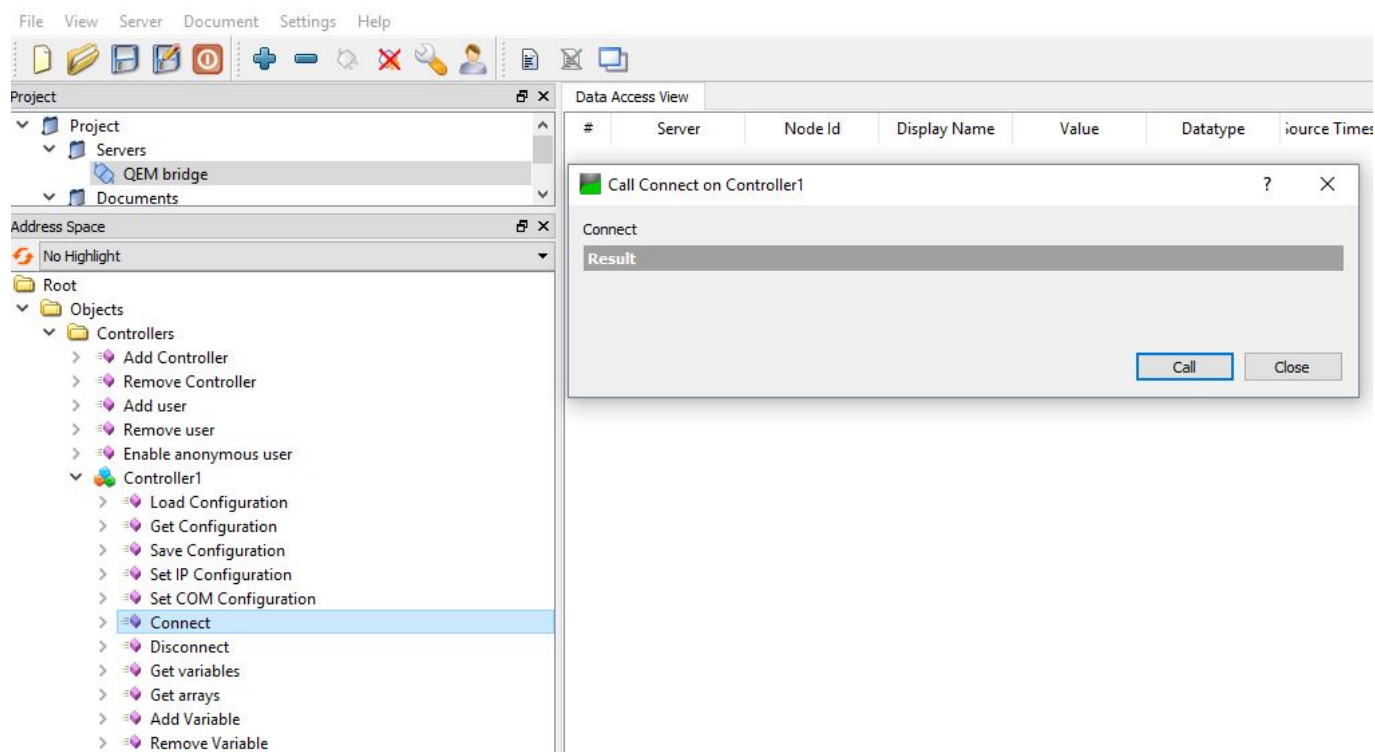 File View Server Document Settings Help
Project
Project
Servers
QEM bridge
Documents
Address Space
No Highlight
Root
Objects
Controllers
Add Controller
Remove Controller
Add user
Remove user
Enable anonymous user
Controller1
Load Configuration
Get Configuration
Save Configuration
Set IP Configuration
Set COM Configuration
Connect
Disconnect
Get variables
Get arrays
Add Variable
Remove Variable
Data Access View
# Server Node Id Display Name Value Datatype Source Times
Call Connect on Controller1 ?
Connect
Result
Call Close